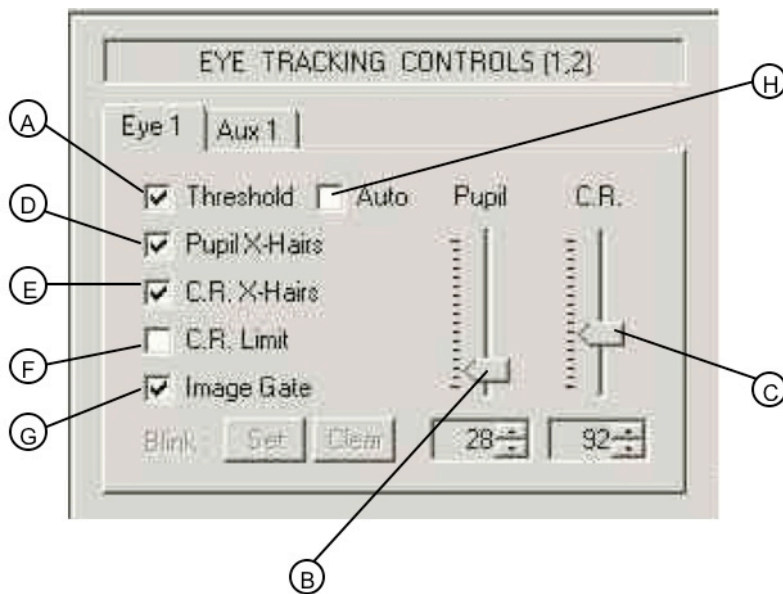 EYE TRACKING CONTROLS (1,2)
H
A
Eye 1 Aux 1
Threshold Auto Pupil C.R.
D
Pupil X-Hairs
E
C.R. X-Hairs
C.R. Limit
F
Image Gate
C
G
Blink Set Clear 28 92
B